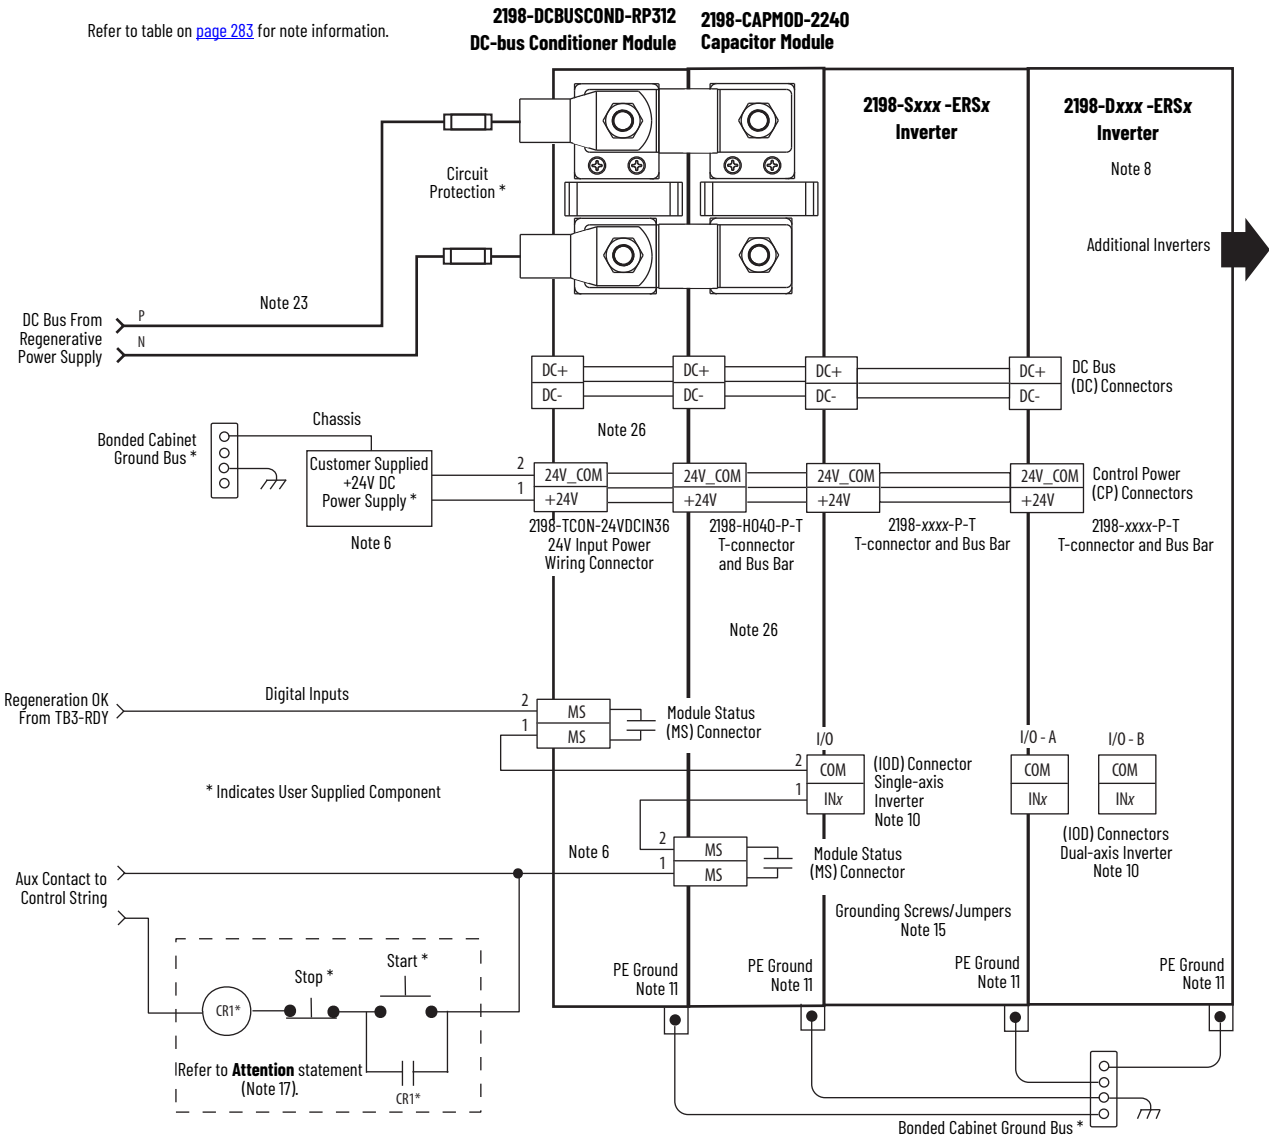 Refer to table on page 283 for note information.
2198-DCBUSCOND-RP312
DC-bus Conditioner Module
2198-CAPMOD-2240
Capacitor Module
2198-Sxxx -ERSx
Inverter
2198-Dxxx -ERSx
Inverter
Note 8
Circuit
Protection *
Additional Inverters
Note 23
DC Bus From
Regenerative
Power Supply
P
N
DC+
DC-
DC+
DC-
DC+
DC-
DC+
DC-
DC Bus
(DC) Connectors
Note 26
Chassis
Bonded Cabinet
Ground Bus *
Customer Supplied
+24V DC
Power Supply *
Note 6
2
1
24V_COM
+24V
24V_COM
+24V
24V_COM
+24V
24V_COM
+24V
Control Power
(CP) Connectors
2198-TCON-24VDCIN36
24V Input Power
Wiring Connector
2198-H040-P-T
T-connector
and Bus Bar
2198-xxxx-P-T
T-connector and Bus Bar
2198-xxxx-P-T
T-connector and Bus Bar
Note 26
Regeneration OK
From TB3-RDY
Digital Inputs
2
1
MS
MS
Module Status
(MS) Connector
I/O
2
1
COM
INx
(IOD) Connector
Single-axis
Inverter
Note 10
I/O - A
COM
INx
I/O - B
COM
INx
(IOD) Connectors
Dual-axis Inverter
Note 10
* Indicates User Supplied Component
Note 6
2
1
MS
MS
Module Status
(MS) Connector
Aux Contact to
Control String
Grounding Screws/Jumpers
Note 15
Stop *
Start *
CR1*
CR1*
Refer to Attention statement
(Note 17).
PE Ground
Note 11
PE Ground
Note 11
PE Ground
Note 11
PE Ground
Note 11
Bonded Cabinet Ground Bus *